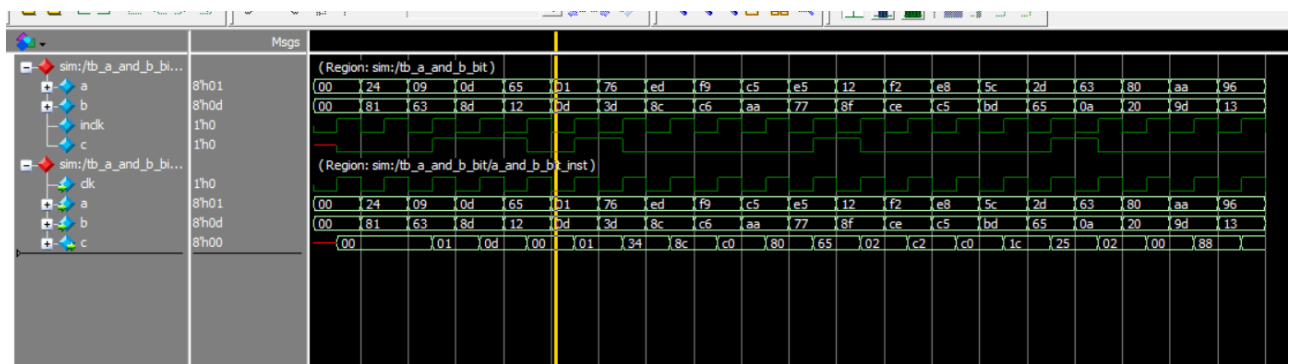 Msgs
sim:/tb_a_and_b_bi... (Region: sim:/tb_a_and_b_bit)
a 8'h01 00 24 09 0d 65 01 76 ed f9 c5 e5 12 f2 e8 5c 2d 63 80 aa 96
b 8'h0d 00 81 63 8d 12 0d 3d 8c c6 aa 77 8f ce c5 bd 65 0a 20 9d 13
inclk 1'h0
c 1'h0
sim:/tb_a_and_b_bi... (Region: sim:/tb_a_and_b_bit/a_and_b_bit_inst)
clk 1'h0
a 8'h01 00 24 09 0d 65 01 76 ed f9 c5 e5 12 f2 e8 5c 2d 63 80 aa 96
b 8'h0d 00 81 63 8d 12 0d 3d 8c c6 aa 77 8f ce c5 bd 65 0a 20 9d 13
c 8'h00 00 01 0d 00 01 34 8c c0 80 65 02 c2 c0 1c 25 02 00 88